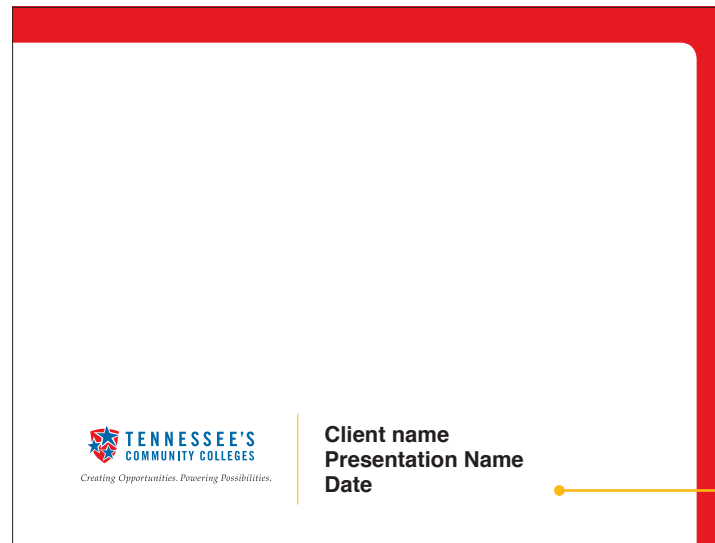 TENNESSEE'S
COMMUNITY COLLEGES
Creating Opportunities. Powering Possibilities.
Client name
Presentation Name
Date